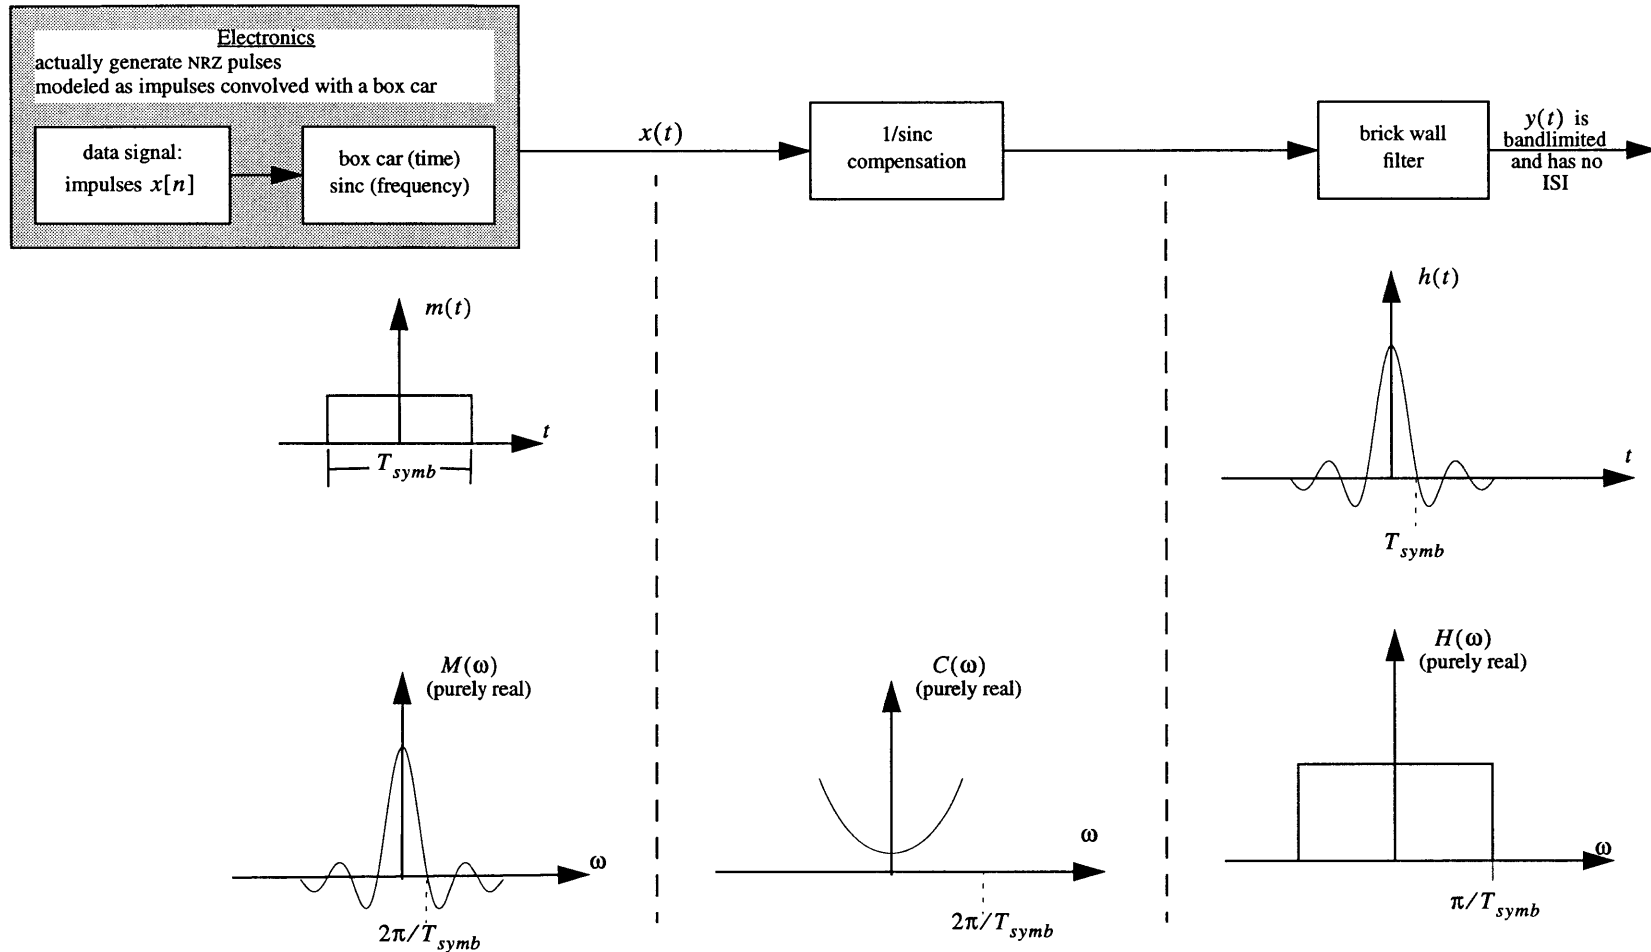 Electronics
actually generate NRZ pulses
modeled as impulses convolved with a box car
data signal:
impulses x[n]
box car (time)
sinc (frequency)
x(t)
1/sinc
compensation
brick wall
filter
y(t) is
bandlimited
and has no
ISI
m(t)
t
T_symb
h(t)
t
T_symb
M(ω)
(purely real)
ω
2π/T_symb
C(ω)
(purely real)
ω
2π/T_symb
H(ω)
(purely real)
ω
π/T_symb